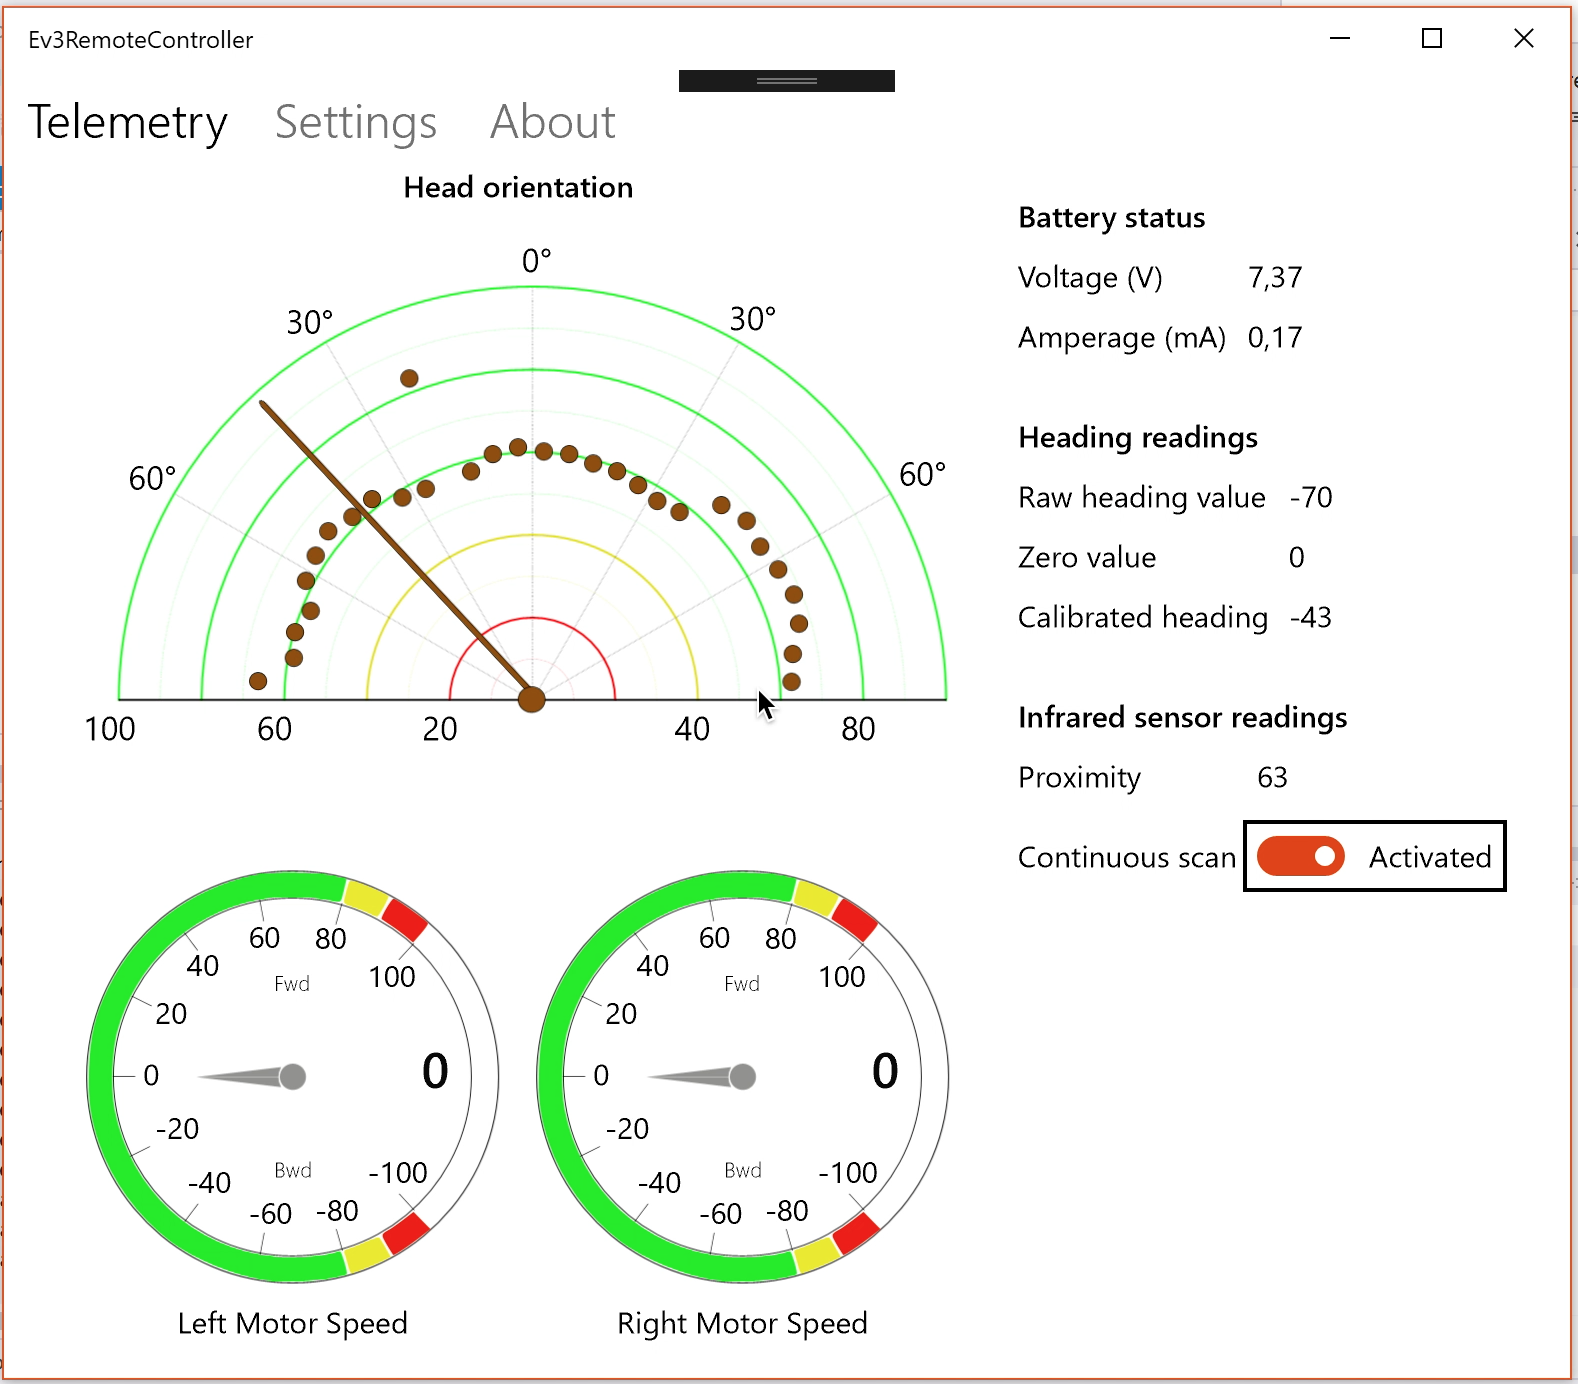 Ev3RemoteController
Telemetry Settings About
Head orientation
0°
30° 30°
60° 60°
100 60 20 40 80
Battery status
Voltage (V) 7,37
Amperage (mA) 0,17
Heading readings
Raw heading value -70
Zero value 0
Calibrated heading -43
Infrared sensor readings
Proximity 63
Continuous scan Activated
60 80
40 100
Fwd
20
0 0
-20
Bwd -100
-40
-60 -80
Left Motor Speed
60 80
40 100
Fwd
20
0 0
-20
Bwd -100
-40
-60 -80
Right Motor Speed